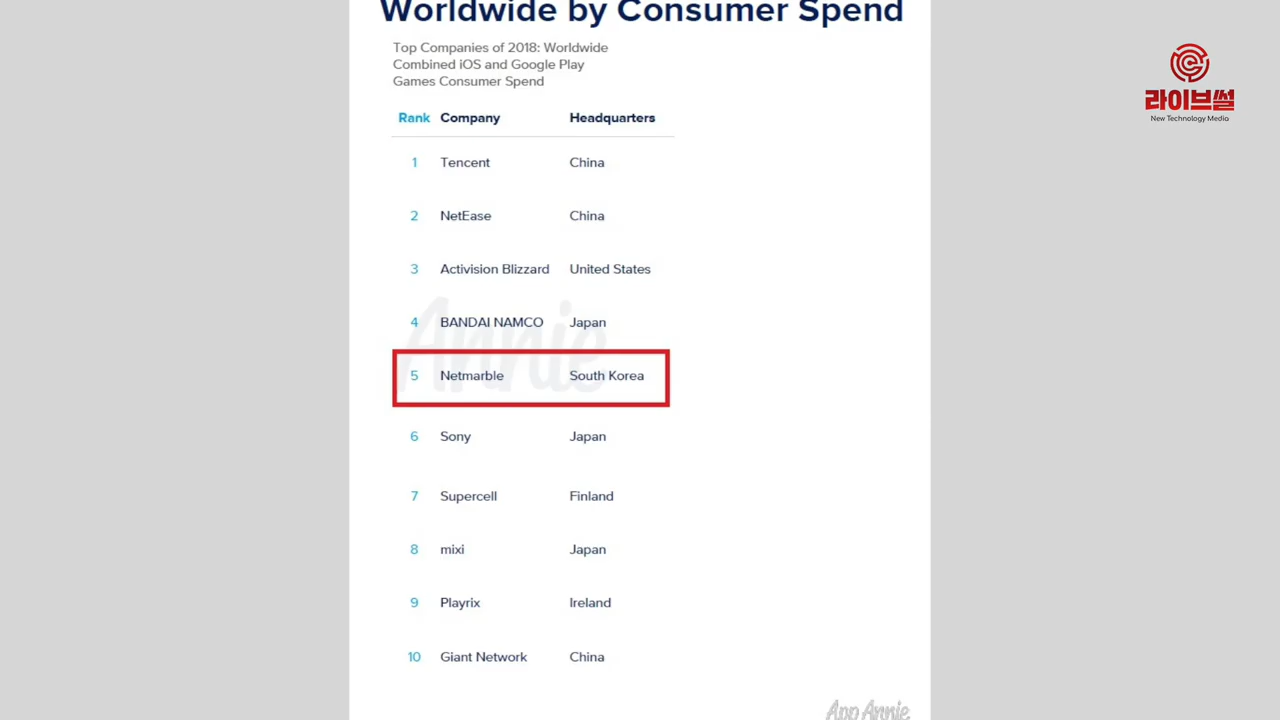 Worldwide by Consumer Spend
라이브썰
New Technology Media
Top Companies of 2018: Worldwide
Combined iOS and Google Play
Games Consumer Spend
Rank Company Headquarters
1 Tencent China
2 NetEase China
3 Activision Blizzard United States
4 BANDAI NAMCO Japan
Annie
5 Netmarble South Korea
6 Sony Japan
7 Supercell Finland
8 mixi Japan
9 Playrix Ireland
10 Giant Network China
App Annie